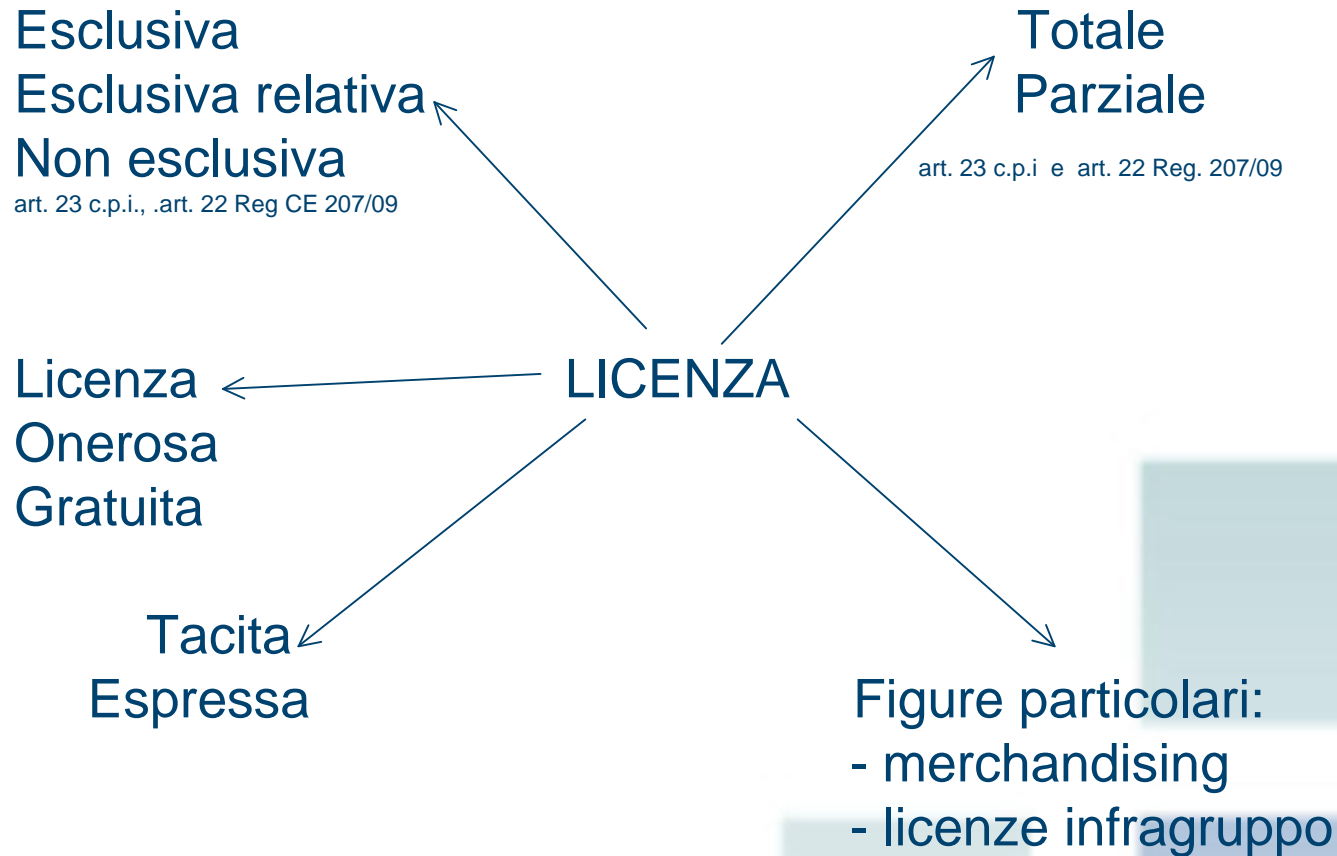 Esclusiva
Esclusiva relativa
Non esclusiva
art. 23 c.p.i., .art. 22 Reg CE 207/09
Totale
Parziale
art. 23 c.p.i e art. 22 Reg. 207/09
LICENZA
Licenza
Onerosa
Gratuita
Tacita
Espressa
Figure particolari:
- merchandising
- licenze infragruppo